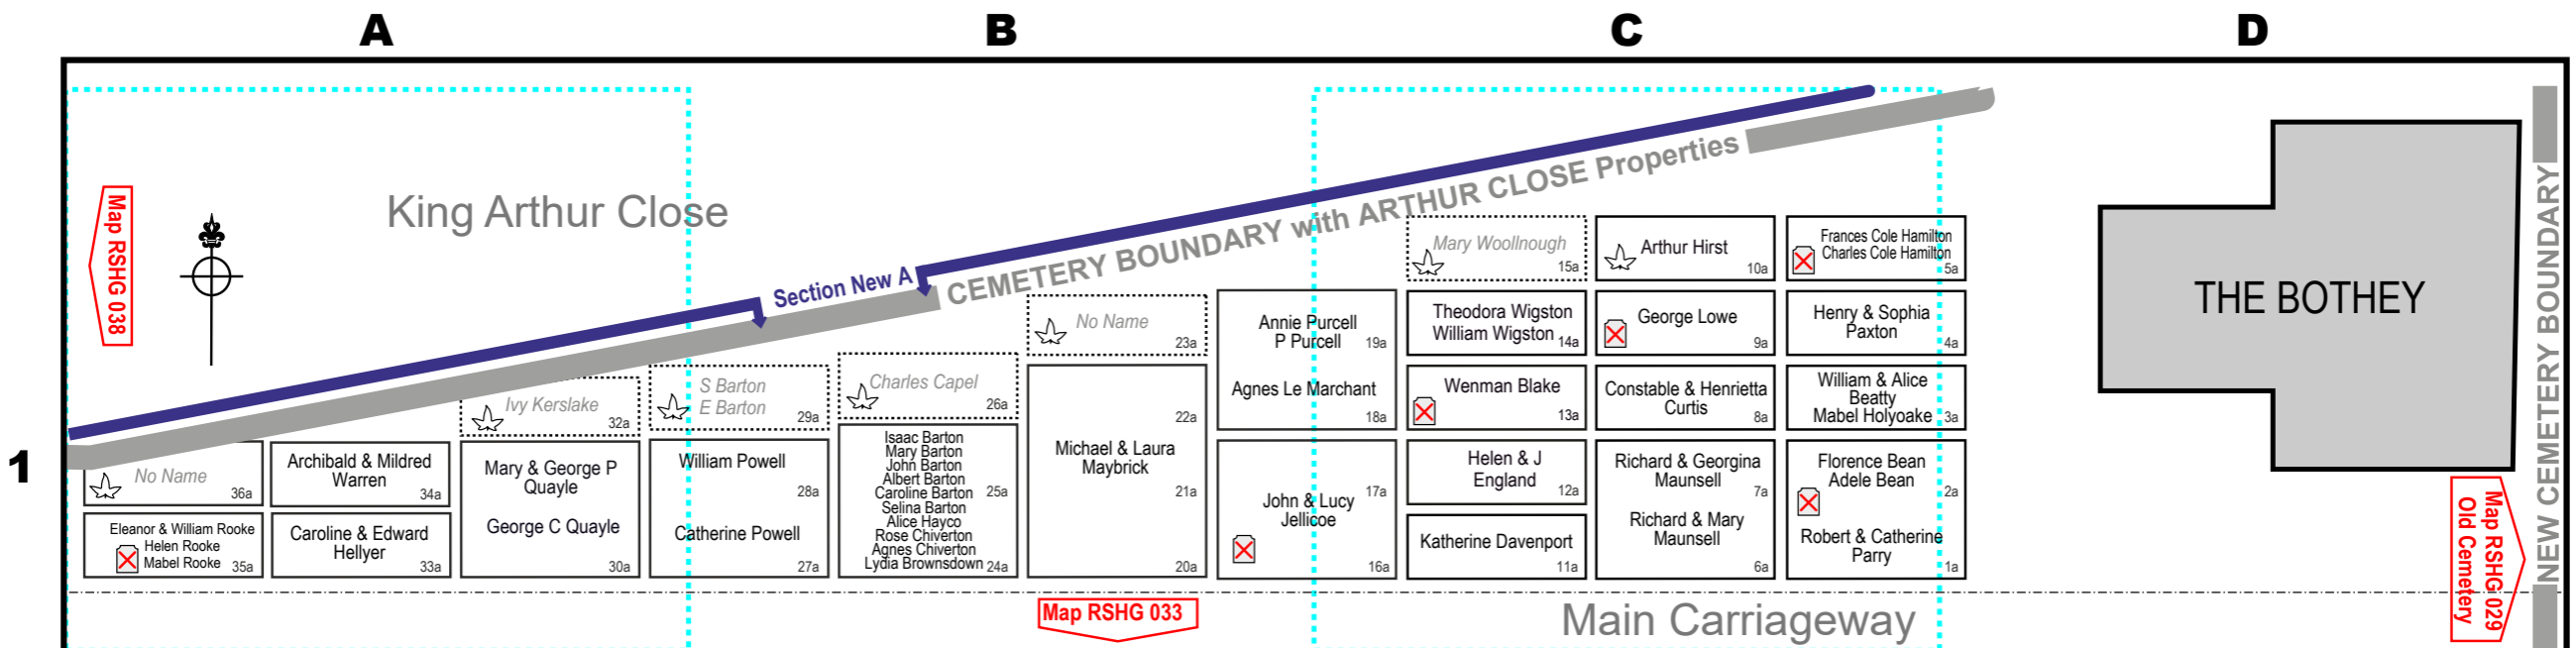 A
B
C
D
1
King Arthur Close
Map RSHG 038
Section New A
CEMETERY BOUNDARY with ARTHUR CLOSE Properties
NEW CEMETERY BOUNDARY
THE BOTHEY
Mary Woollnough
15a
Arthur Hirst
10a
Frances Cole Hamilton
Charles Cole Hamilton
5a
No Name
23a
Annie Purcell
P Purcell
19a
Agnes Le Marchant
18a
Theodora Wigston
William Wigston
14a
George Lowe
9a
Henry & Sophia
Paxton
4a
Ivy Kerslake
32a
S Barton
E Barton
29a
Charles Capel
26a
Michael & Laura
Maybrick
22a
21a
20a
Wenman Blake
13a
Constable & Henrietta
Curtis
8a
William & Alice
Beatty
Mabel Holyoake
3a
No Name
36a
Archibald & Mildred
Warren
34a
Mary & George P
Quayle
George C Quayle
30a
William Powell
28a
Catherine Powell
27a
Isaac Barton
Mary Barton
John Barton
Albert Barton
Caroline Barton
25a
Selina Barton
Alice Hayco
Rose Chiverton
Agnes Chiverton
Lydia Brownsdown
24a
John & Lucy
Jellicoe
17a
16a
Helen & J
England
12a
Richard & Georgina
Maunsell
7a
Richard & Mary
Maunsell
6a
Florence Bean
Adele Bean
2a
Robert & Catherine
Parry
1a
Eleanor & William Rooke
Helen Rooke
Mabel Rooke
35a
Caroline & Edward
Hellyer
33a
Katherine Davenport
11a
Map RSHG 033
Main Carriageway
Map RSHG 029
Old Cemetery